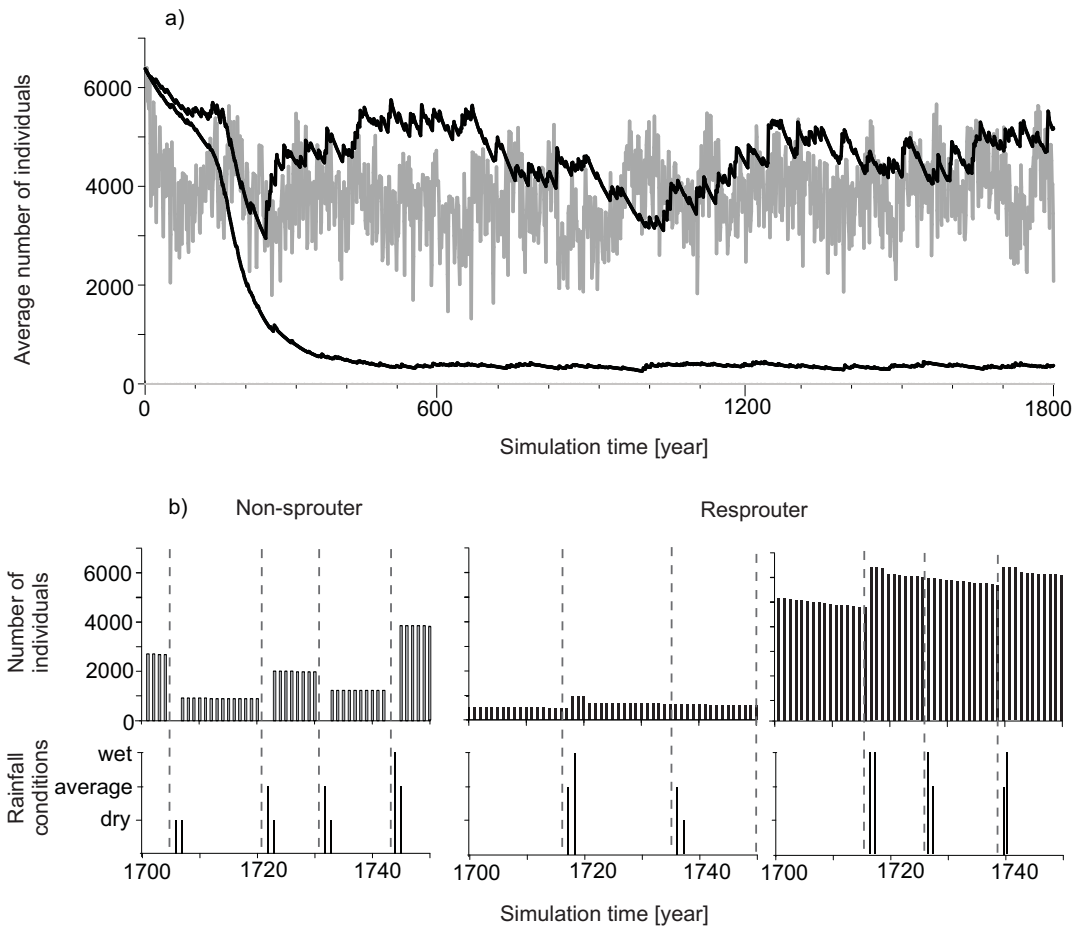 a)
Average number of individuals
6000
4000
2000
0
0 600 1200 1800
Simulation time [year]
b) Non-sprouter Resprouter
Number of
individuals
6000
4000
2000
0
Rainfall
conditions
wet
average
dry
1700 1720 1740 1700 1720 1740 1700 1720 1740
Simulation time [year]